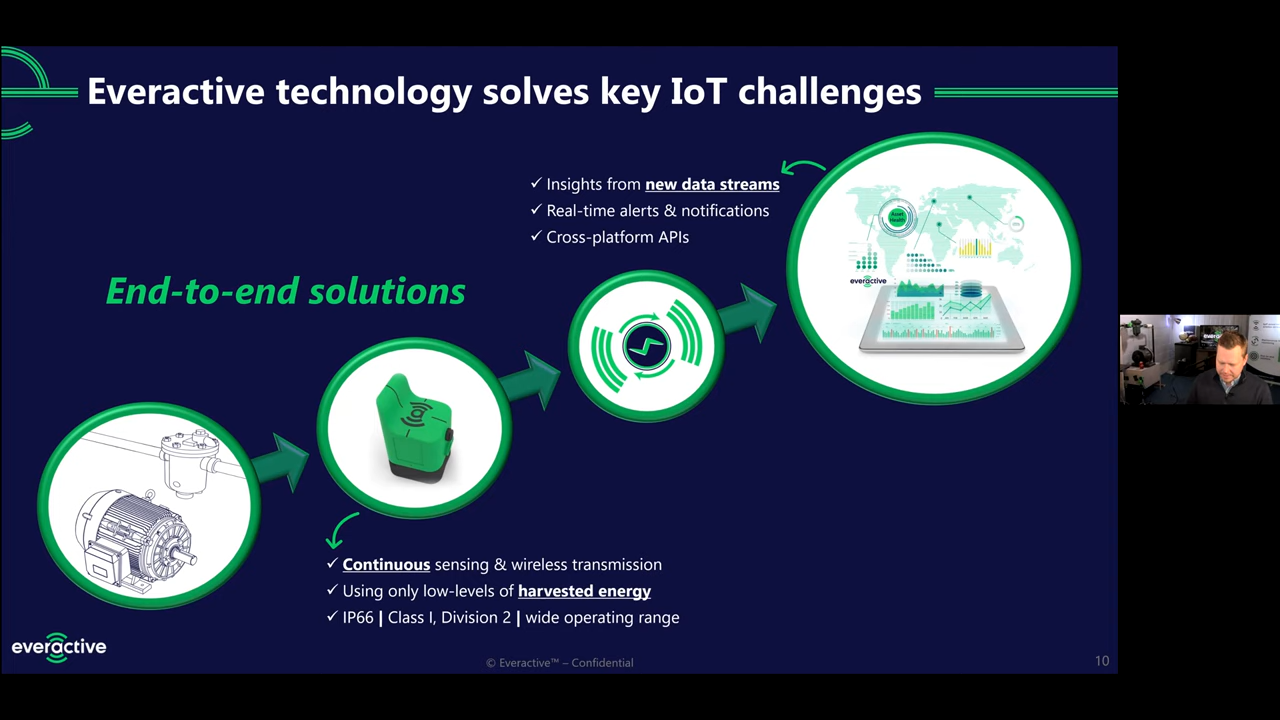 Everactive technology solves key IoT challenges
✓ Insights from new data streams
✓ Real-time alerts & notifications
✓ Cross-platform APIs
Asset Health
everactive
End-to-end solutions
✓ Continuous sensing & wireless transmission
✓ Using only low-levels of harvested energy
✓ IP66 | Class I, Division 2 | wide operating range
everactive
© Everactive™ – Confidential
10